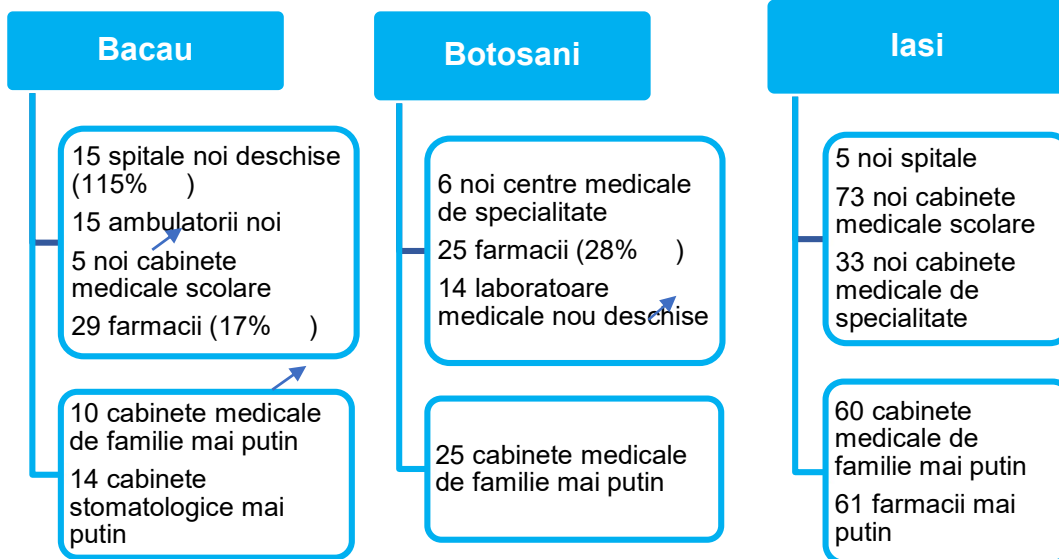 Bacau
15 spitale noi deschise
(115% )
15 ambulatorii noi
5 noi cabinete
medicale scolare
29 farmacii (17% )
10 cabinete medicale
de familie mai putin
14 cabinete
stomatologice mai
putin
Botosani
6 noi centre medicale
de specialitate
25 farmacii (28% )
14 laboratoare
medicale nou deschise
25 cabinete medicale
de familie mai putin
Iasi
5 noi spitale
73 noi cabinete
medicale scolare
33 noi cabinete
medicale de
specialitate
60 cabinete
medicale de
familie mai putin
61 farmacii mai
putin